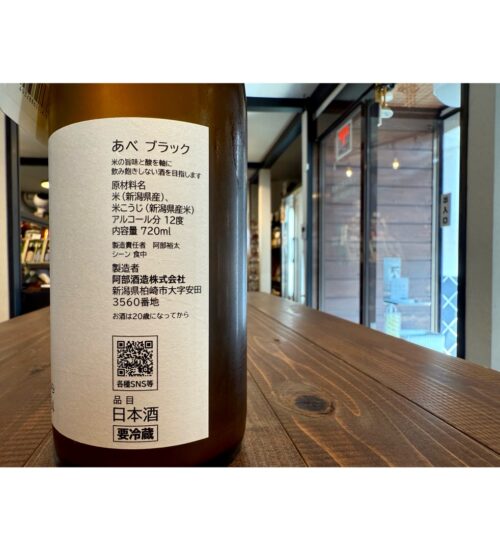 あべ ブラック
米の旨味と酸を軸に
飲み飽きしない酒を目指します
原材料名
米(新潟県産)、
米こうじ(新潟県産米)
アルコール分 12度
内容量 720ml
製造責任者 阿部裕太
シーン 食中
製造者
阿部酒造株式会社
新潟県柏崎市大字安田
3560番地
お酒は20歳になってから
各種SNS等
品目
日本酒
要冷蔵
出入口